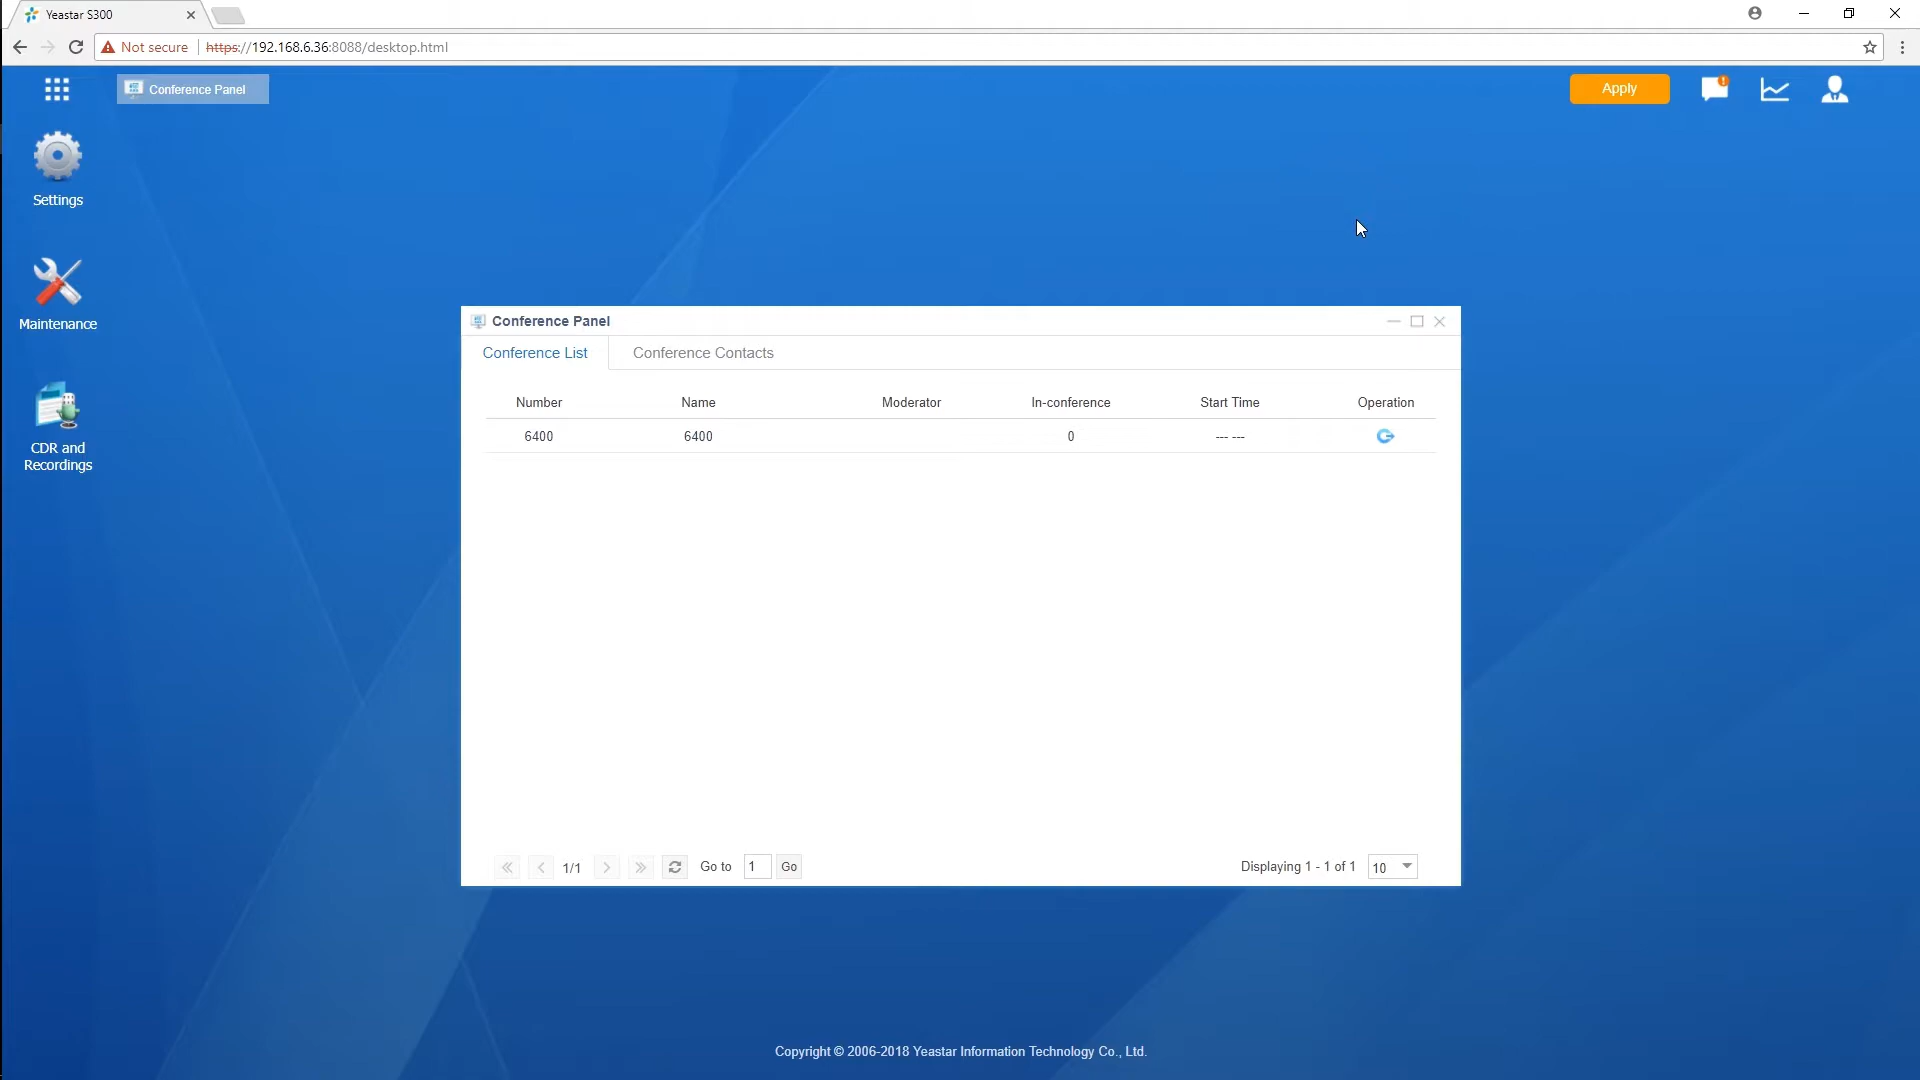 Yeastar S300
Not secure | https://192.168.6.36:8088/desktop.html
Conference Panel
Apply
Settings
Maintenance
CDR and
Recordings
Conference Panel
Conference List
Conference Contacts
Number Name Moderator In-conference Start Time Operation
6400 6400 0 --- ---
1/1 Go to 1 Go
Displaying 1 - 1 of 1 10
Copyright © 2006-2018 Yeastar Information Technology Co., Ltd.